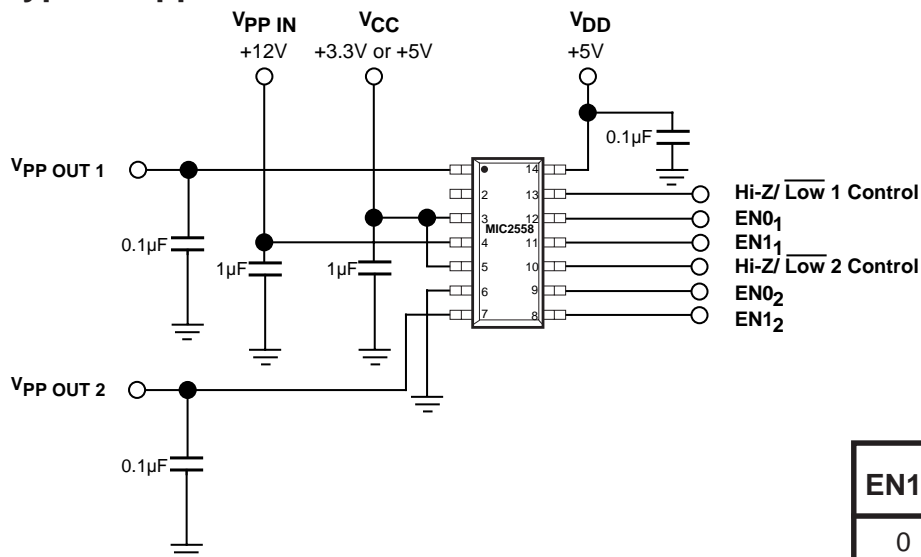 VPP IN
+12V
VCC
+3.3V or +5V
VDD
+5V
0.1µF
VPP OUT 1
14
2
13
3
12
MIC2558
4
11
5
10
6
9
7
8
Hi-Z/ Low 1 Control
EN01
EN11
Hi-Z/ Low 2 Control
EN02
EN12
0.1µF
1µF
1µF
VPP OUT 2
0.1µF
EN1
0